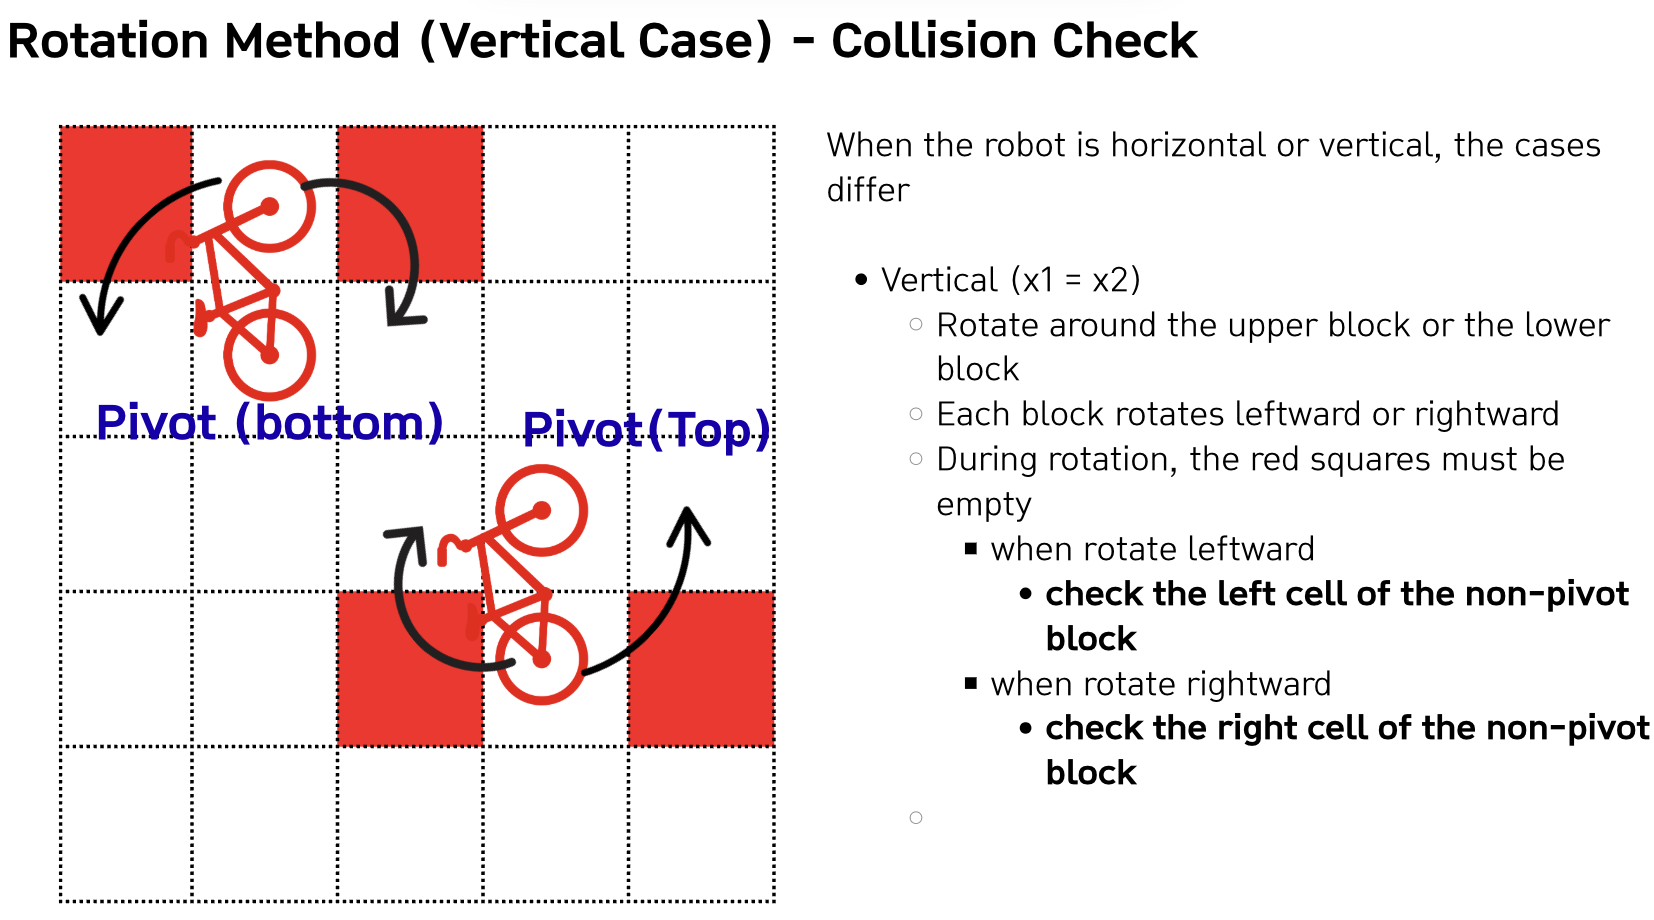 Rotation Method (Vertical Case) - Collision Check
Pivot (bottom)
Pivot(Top)
When the robot is horizontal or vertical, the cases
differ
• Vertical (x1 = x2)
○ Rotate around the upper block or the lower
block
○ Each block rotates leftward or rightward
○ During rotation, the red squares must be
empty
■ when rotate leftward
• check the left cell of the non-pivot
block
■ when rotate rightward
• check the right cell of the non-pivot
block
○